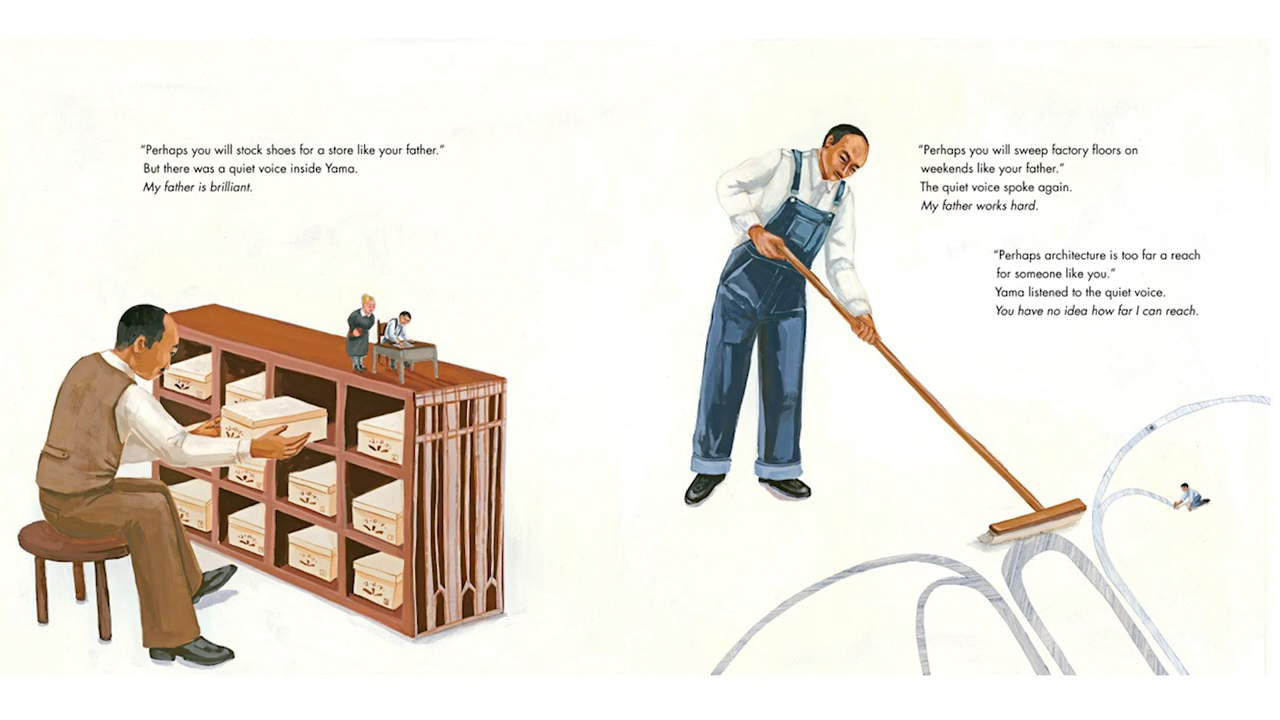 “Perhaps you will stock shoes for a store like your father.”
But there was a quiet voice inside Yama.
My father is brilliant.
“Perhaps you will sweep factory floors on
weekends like your father.”
The quiet voice spoke again.
My father works hard.
“Perhaps architecture is too far a reach
for someone like you.”
Yama listened to the quiet voice.
You have no idea how far I can reach.